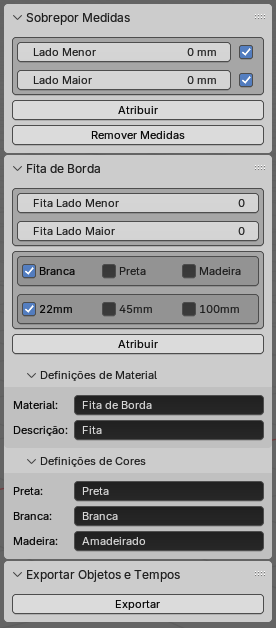 Sobrepor Medidas
Lado Menor 0 mm
Lado Maior 0 mm
Atribuir
Remover Medidas
Fita de Borda
Fita Lado Menor 0
Fita Lado Maior 0
Branca Preta Madeira
22mm 45mm 100mm
Atribuir
Definições de Material
Material: Fita de Borda
Descrição: Fita
Definições de Cores
Preta: Preta
Branca: Branca
Madeira: Amadeirado
Exportar Objetos e Tempos
Exportar